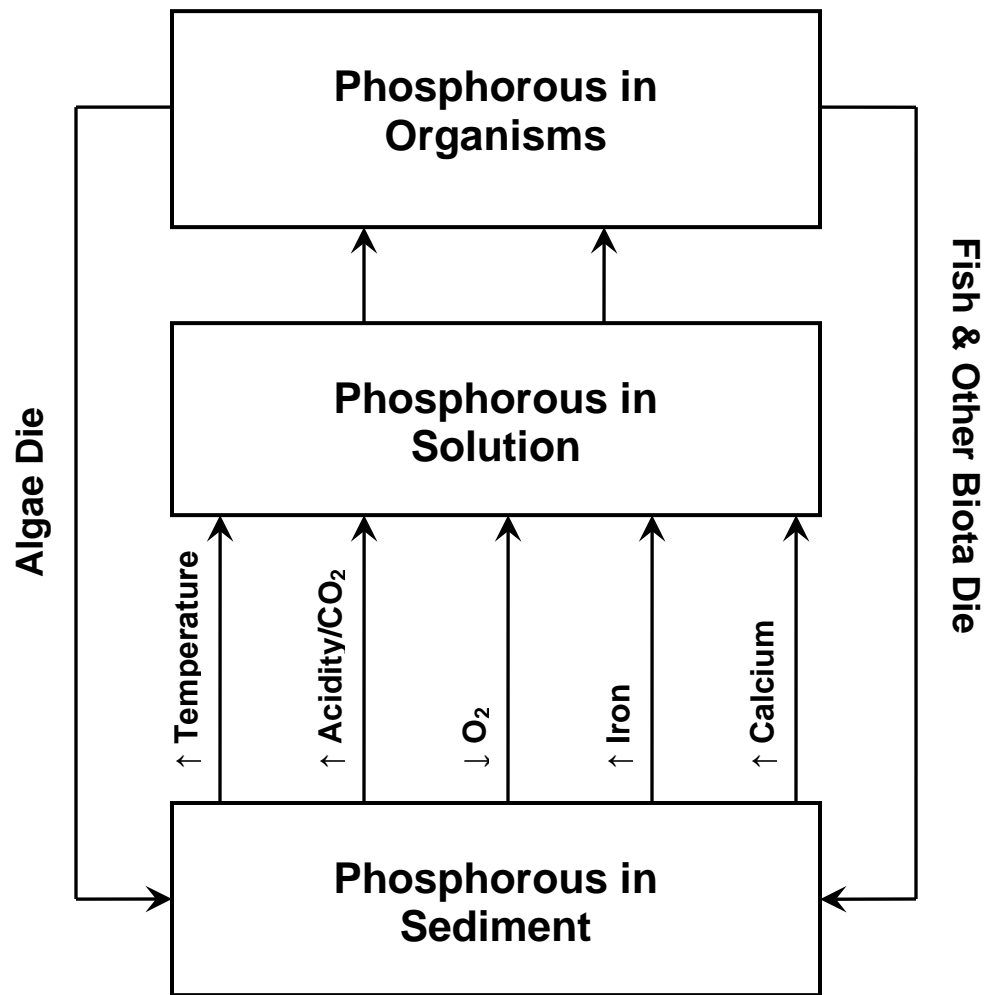 Phosphorous in
Organisms
Algae Die
Fish & Other Biota Die
Phosphorous in
Solution
↑ Temperature
↑ Acidity/CO₂
↓ O₂
↑ Iron
↑ Calcium
Phosphorous in
Sediment